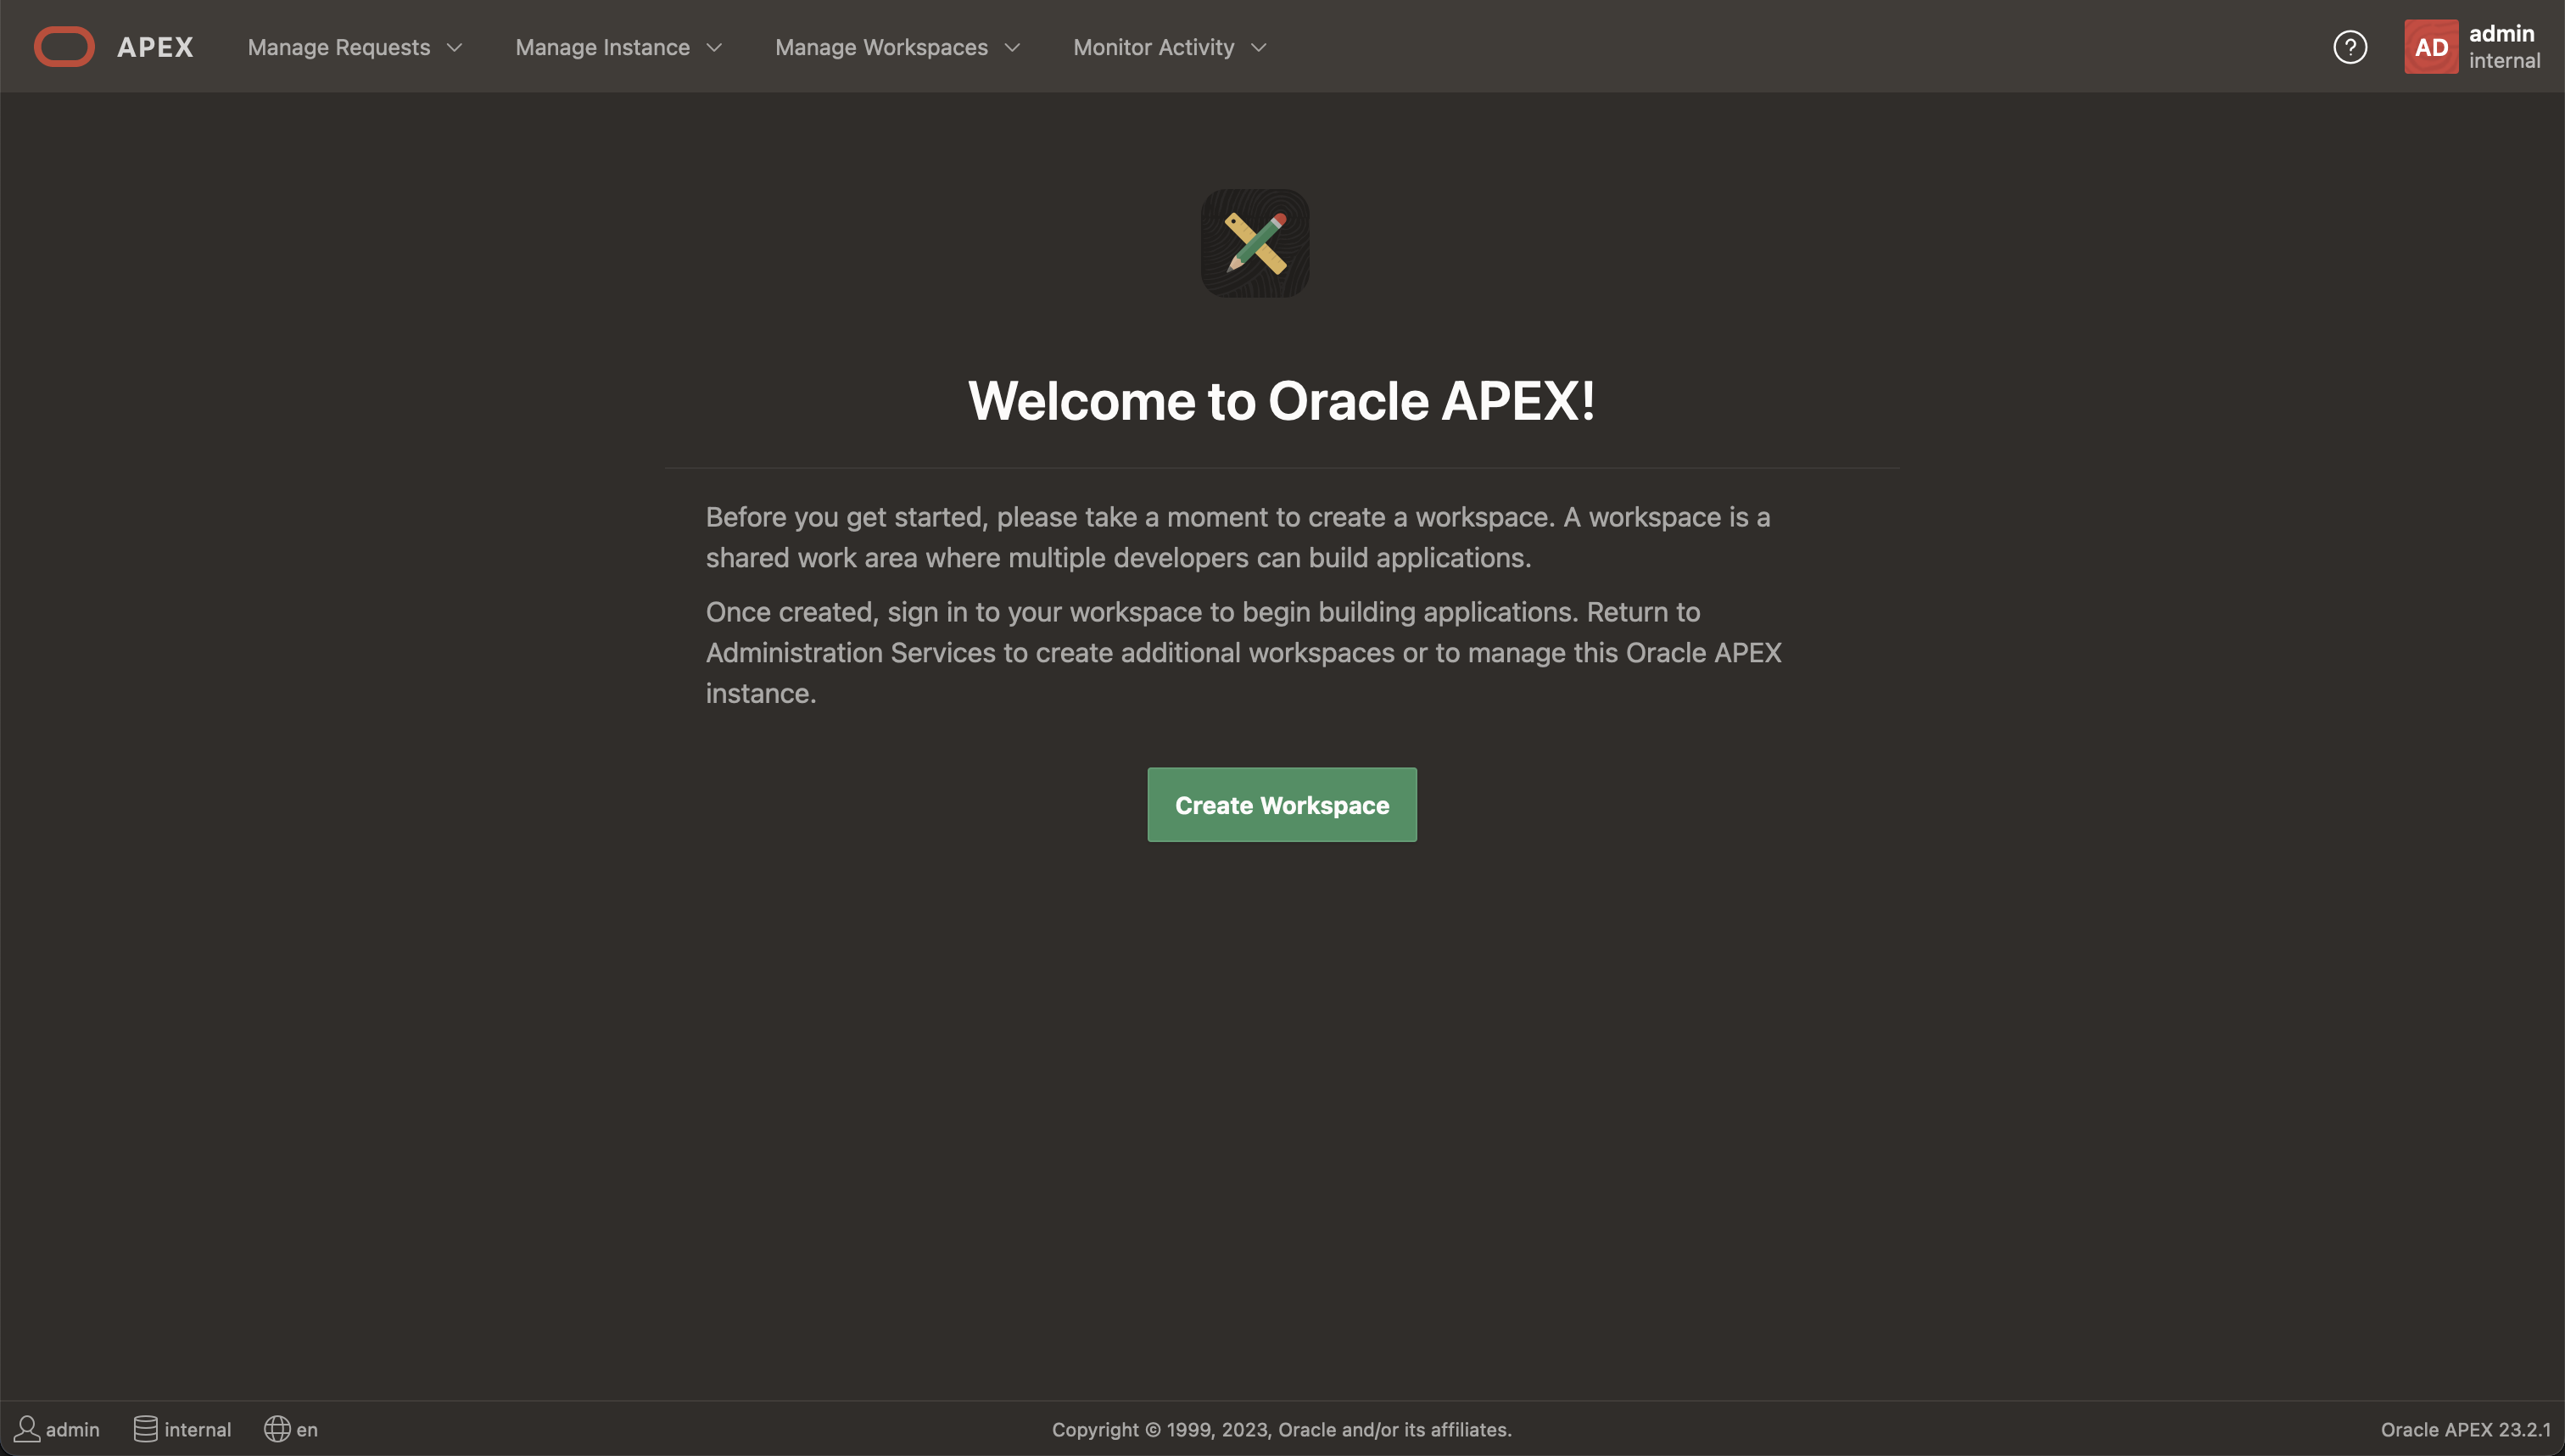 APEX
Manage Requests
Manage Instance
Manage Workspaces
Monitor Activity
?
AD
admin
internal
Welcome to Oracle APEX!
Before you get started, please take a moment to create a workspace. A workspace is a
shared work area where multiple developers can build applications.
Once created, sign in to your workspace to begin building applications. Return to
Administration Services to create additional workspaces or to manage this Oracle APEX
instance.
Create Workspace
admin
internal
en
Copyright © 1999, 2023, Oracle and/or its affiliates.
Oracle APEX 23.2.1